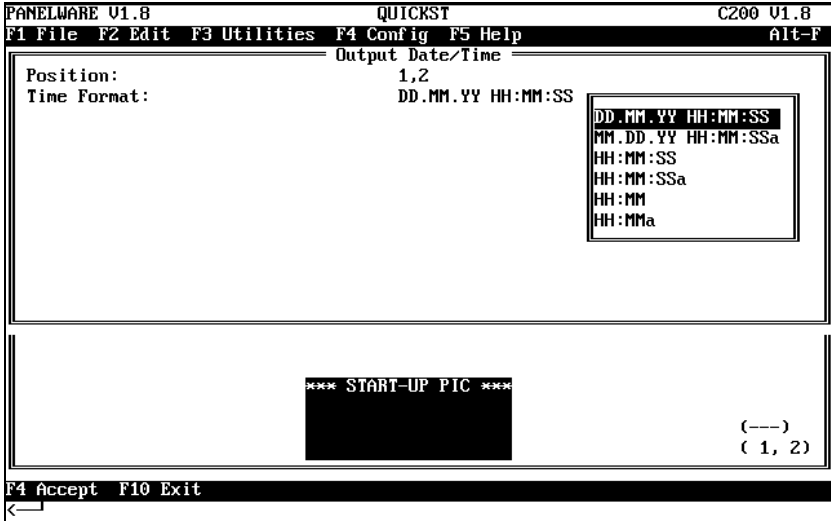 PANELWARE V1.8 QUICKST C200 V1.8
F1 File F2 Edit F3 Utilities F4 Config F5 Help Alt-F
Output Date/Time
Position: 1,2
Time Format: DD.MM.YY HH:MM:SS
DD.MM.YY HH:MM:SS
MM.DD.YY HH:MM:SSa
HH:MM:SS
HH:MM:SSa
HH:MM
HH:MMa
*** START-UP PIC ***
(---)
( 1, 2)
F4 Accept F10 Exit